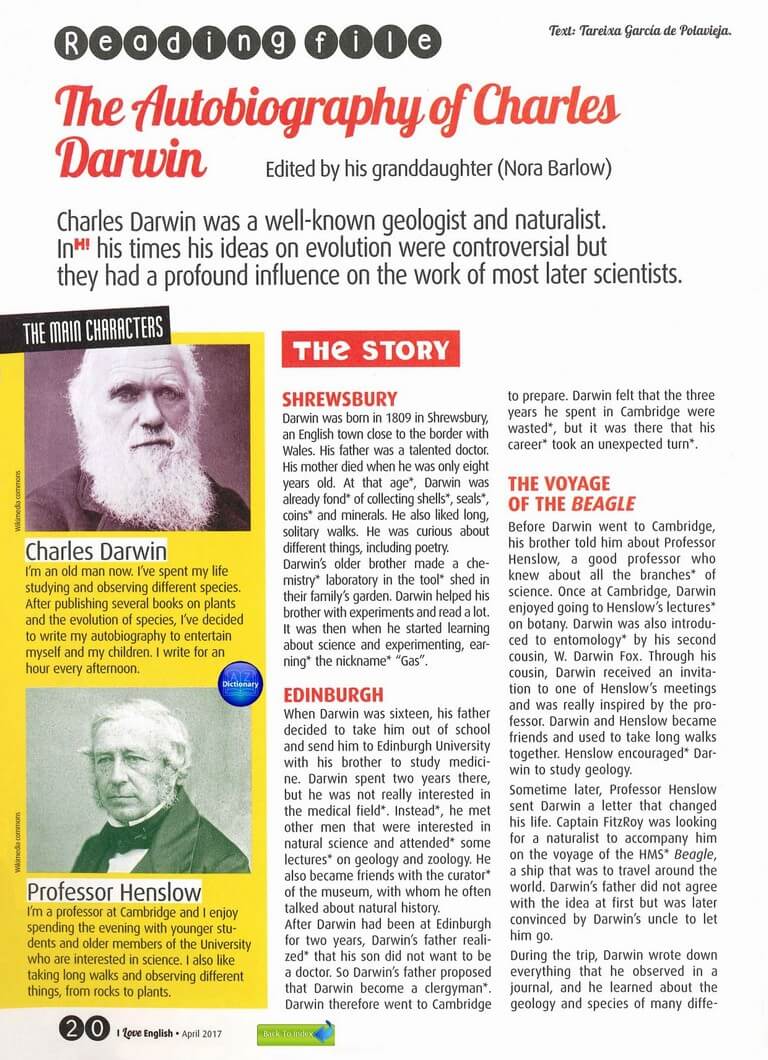 Reading file
Text: Tareixa García de Polavieja.
The Autobiography of Charles
Darwin
Edited by his granddaughter (Nora Barlow)
Charles Darwin was a well-known geologist and naturalist.
InH! his times his ideas on evolution were controversial but
they had a profound influence on the work of most later scientists.
THE MAIN CHARACTERS
Wikimedia commons
Charles Darwin
I'm an old man now. I've spent my life
studying and observing different species.
After publishing several books on plants
and the evolution of species, I've decided
to write my autobiography to entertain
myself and my children. I write for an
hour every afternoon.
A Z
Dictionary
Wikimedia commons
Professor Henslow
I'm a professor at Cambridge and I enjoy
spending the evening with younger stu-
dents and older members of the University
who are interested in science. I also like
taking long walks and observing different
things, from rocks to plants.
THE STORY
SHREWSBURY
Darwin was born in 1809 in Shrewsbury,
an English town close to the border with
Wales. His father was a talented doctor.
His mother died when he was only eight
years old. At that age*, Darwin was
already fond* of collecting shells*, seals*,
coins* and minerals. He also liked long,
solitary walks. He was curious about
different things, including poetry.
Darwin's older brother made a che-
mistry* laboratory in the tool* shed in
their family's garden. Darwin helped his
brother with experiments and read a lot.
It was then when he started learning
about science and experimenting, ear-
ning* the nickname* "Gas".
EDINBURGH
When Darwin was sixteen, his father
decided to take him out of school
and send him to Edinburgh University
with his brother to study medici-
ne. Darwin spent two years there,
but he was not really interested in
the medical field*. Instead*, he met
other men that were interested in
natural science and attended* some
lectures* on geology and zoology. He
also became friends with the curator*
of the museum, with whom he often
talked about natural history.
After Darwin had been at Edinburgh
for two years, Darwin's father reali-
zed* that his son did not want to be
a doctor. So Darwin's father proposed
that Darwin become a clergyman*.
Darwin therefore went to Cambridge
to prepare. Darwin felt that the three
years he spent in Cambridge were
wasted*, but it was there that his
career* took an unexpected turn*.
THE VOYAGE
OF THE BEAGLE
Before Darwin went to Cambridge,
his brother told him about Professor
Henslow, a good professor who
knew about all the branches* of
science. Once at Cambridge, Darwin
enjoyed going to Henslow's lectures*
on botany. Darwin was also introdu-
ced to entomology* by his second
cousin, W. Darwin Fox. Through his
cousin, Darwin received an invita-
tion to one of Henslow's meetings
and was really inspired by the pro-
fessor. Darwin and Henslow became
friends and used to take long walks
together. Henslow encouraged* Dar-
win to study geology.
Sometime later, Professor Henslow
sent Darwin a letter that changed
his life. Captain FitzRoy was looking
for a naturalist to accompany him
on the voyage of the HMS* Beagle,
a ship that was to travel around the
world. Darwin's father did not agree
with the idea at first but was later
convinced by Darwin's uncle to let
him go.
During the trip, Darwin wrote down
everything that he observed in a
journal, and he learned about the
geology and species of many diffe-
20 I Love English • April 2017
Back To Index